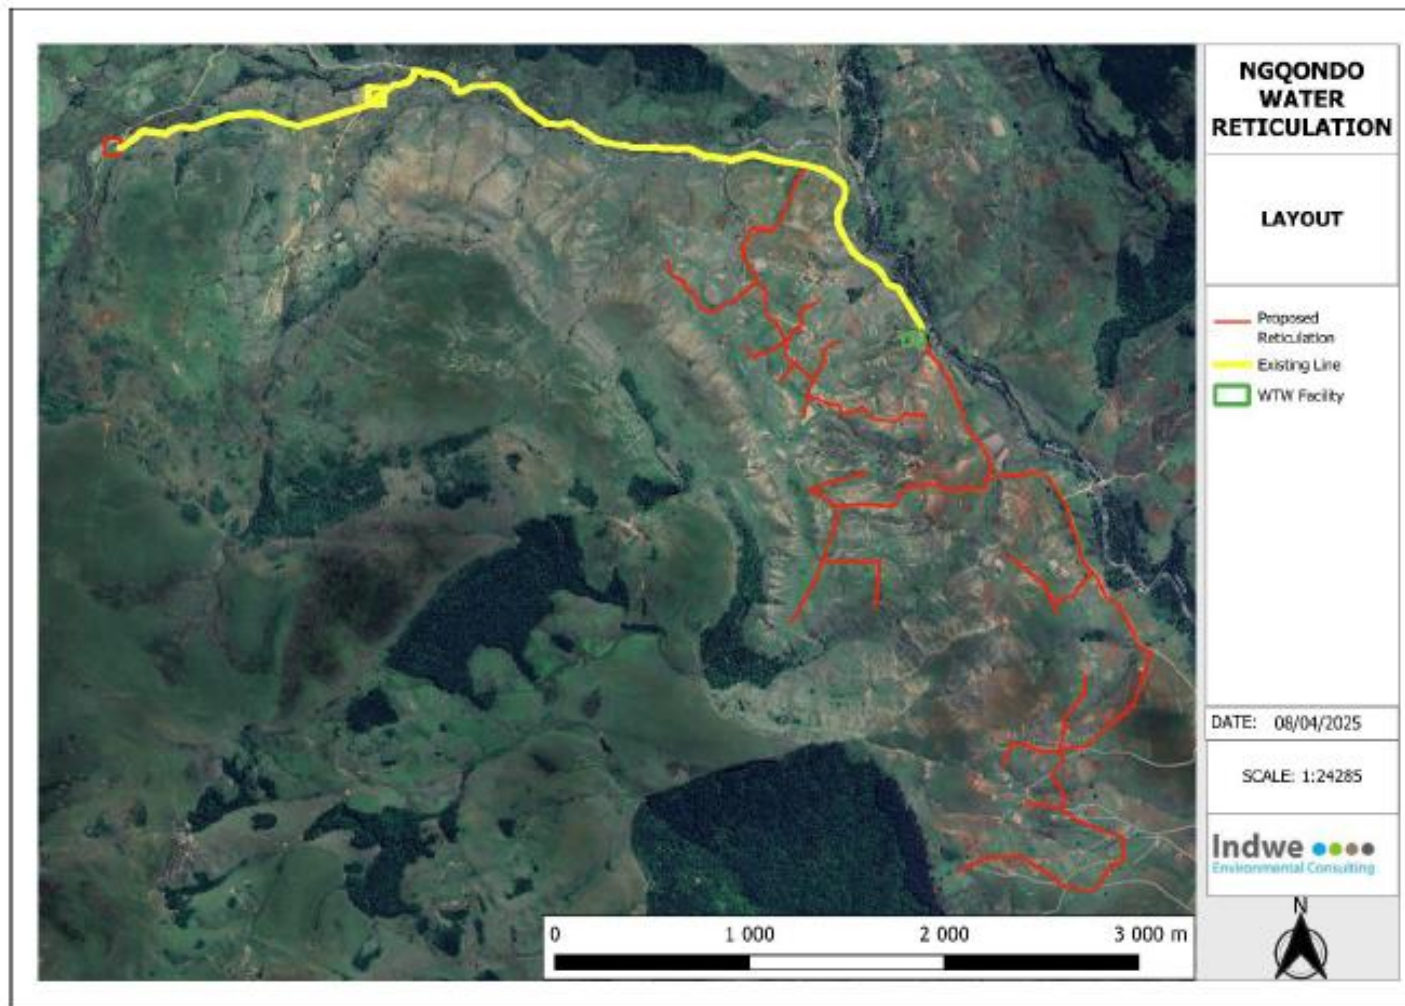 NGQONDO
WATER
RETICULATION
LAYOUT
Proposed
Reticulation
Existing Line
WTW Facility
DATE: 08/04/2025
SCALE: 1:24285
Indwe
Environmental Consulting
N
0 1 000 2 000 3 000 m